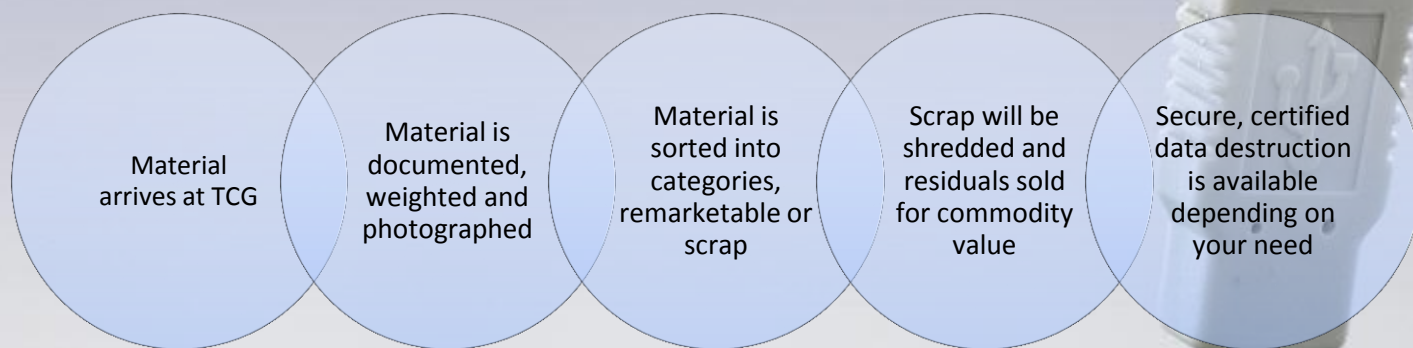 Material
arrives at TCG
Material is
documented,
weighted and
photographed
Material is
sorted into
categories,
remarketable or
scrap
Scrap will be
shredded and
residuals sold
for commodity
value
Secure, certified
data destruction
is available
depending on
your need